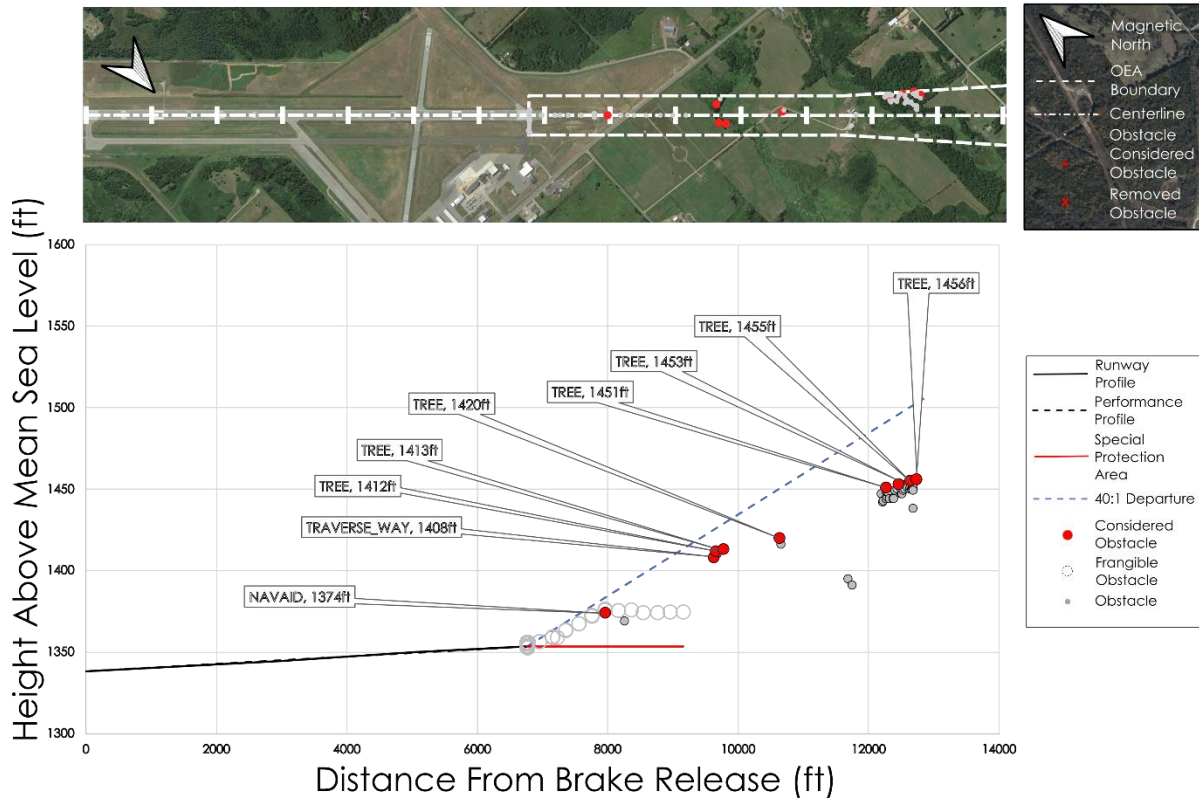 Magnetic
North
OEA
Boundary
Centerline
Obstacle
Considered
Obstacle
x Removed
Obstacle
Height Above Mean Sea Level (ft)
1600
1550
1500
1450
1400
1350
1300
TREE, 1456ft
TREE, 1455ft
TREE, 1453ft
TREE, 1451ft
TREE, 1420ft
TREE, 1413ft
TREE, 1412ft
TRAVERSE_WAY, 1408ft
NAVAID, 1374ft
0
2000
4000
6000
8000
10000
12000
14000
Distance From Brake Release (ft)
Runway
Profile
Performance
Profile
Special
Protection
Area
40:1 Departure
Considered
Obstacle
Frangible
Obstacle
Obstacle